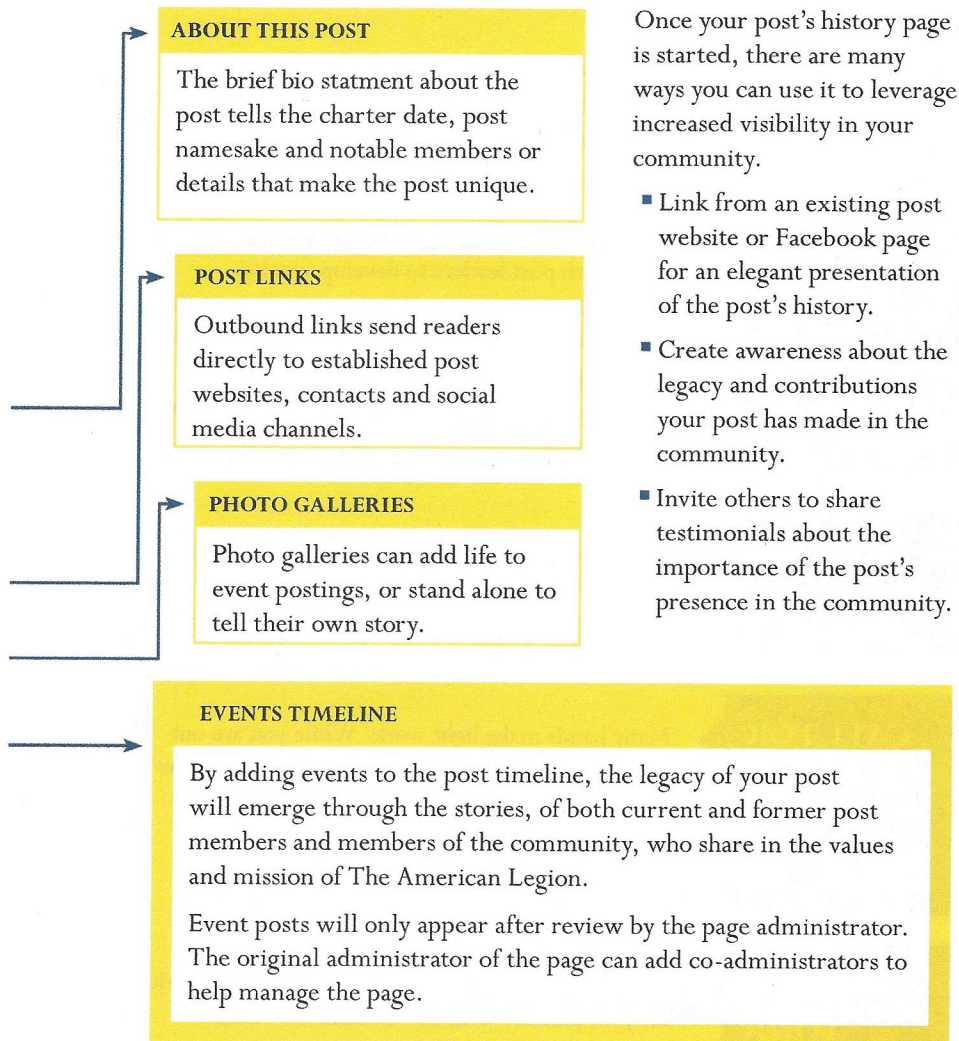 ABOUT THIS POST
The brief bio statment about the
post tells the charter date, post
namesake and notable members or
details that make the post unique.
POST LINKS
Outbound links send readers
directly to established post
websites, contacts and social
media channels.
PHOTO GALLERIES
Photo galleries can add life to
event postings, or stand alone to
tell their own story.
Once your post's history page
is started, there are many
ways you can use it to leverage
increased visibility in your
community.
▪ Link from an existing post
website or Facebook page
for an elegant presentation
of the post's history.
▪ Create awareness about the
legacy and contributions
your post has made in the
community.
▪ Invite others to share
testimonials about the
importance of the post's
presence in the community.
EVENTS TIMELINE
By adding events to the post timeline, the legacy of your post
will emerge through the stories, of both current and former post
members and members of the community, who share in the values
and mission of The American Legion.
Event posts will only appear after review by the page administrator.
The original administrator of the page can add co-administrators to
help manage the page.